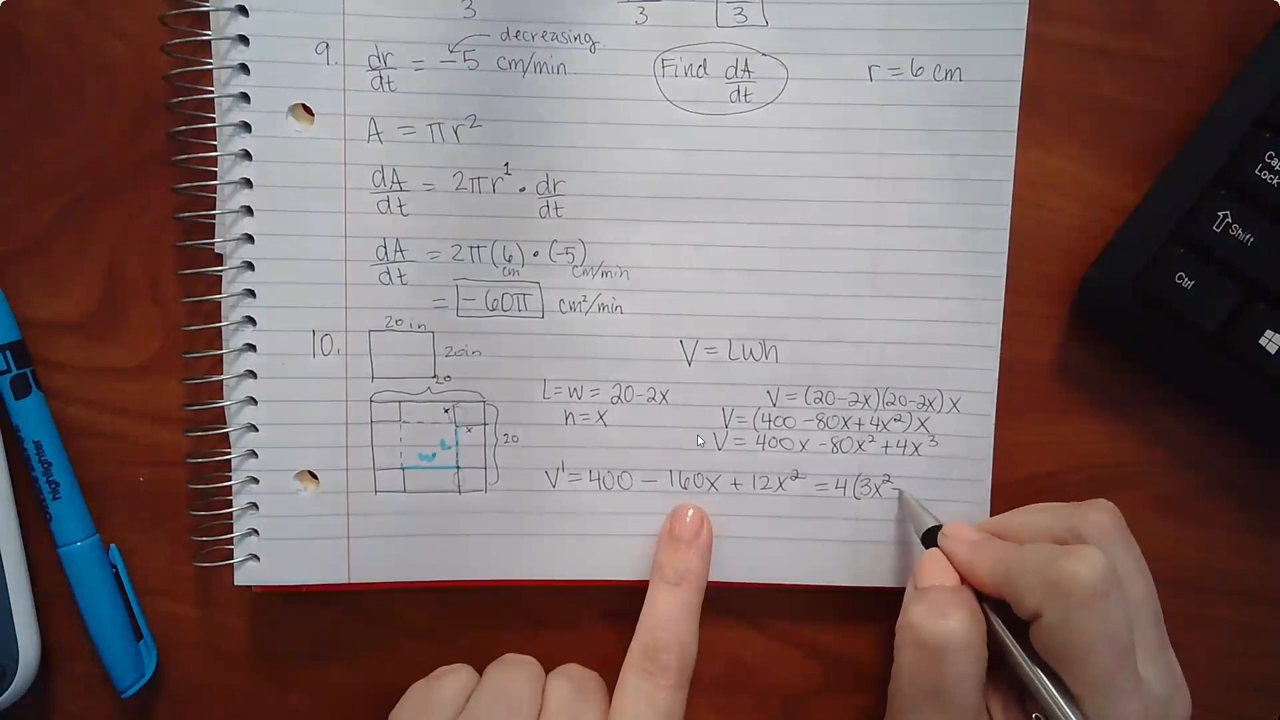 3 3 3
9. dr/dt = -5 cm/min decreasing Find dA/dt r = 6 cm
A = πr²
dA/dt = 2πr¹ · dr/dt
dA/dt = 2π(6) · (-5)
cm cm/min
= -60π cm²/min
10. 20 in
20in
V = LWh
20
L = W = 20-2x
h = x
V = (20-2x)(20-2x)x
V = (400 -80x+4x²)x
V = 400x -80x² +4x³
x
x
20
W L
V' = 400 - 160x + 12x² = 4(3x² -
Caps Lock
Shift
Ctrl
highlighter